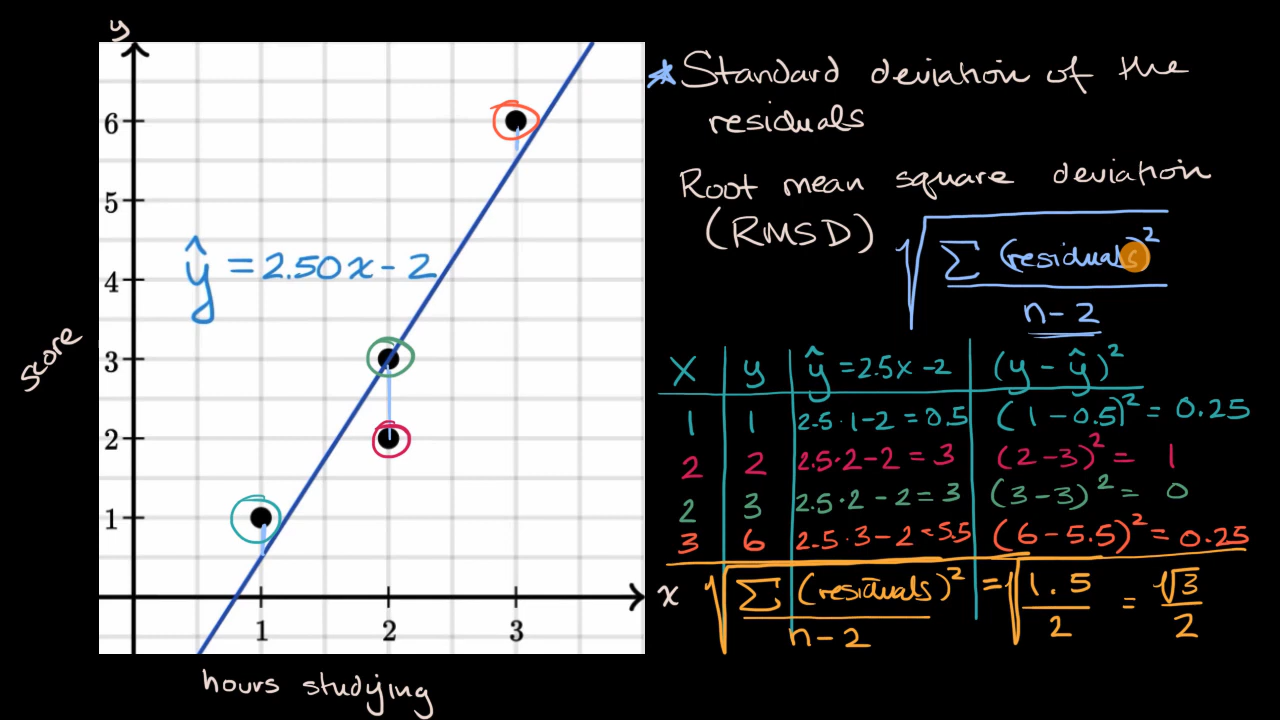 y
6
5
4
3
2
1
1 2 3
ŷ = 2.50x - 2
score
hours studying
x
* Standard deviation of the
residuals
Root mean square deviation
(RMSD) √(Σ (residuals)² / n - 2)
x | y | ŷ = 2.5x - 2 | (y - ŷ)²
1 | 1 | 2.5·1 - 2 = 0.5 | (1 - 0.5)² = 0.25
2 | 2 | 2.5·2 - 2 = 3 | (2 - 3)² = 1
2 | 3 | 2.5·2 - 2 = 3 | (3 - 3)² = 0
3 | 6 | 2.5·3 - 2 = 5.5 | (6 - 5.5)² = 0.25
√(Σ (residuals)² / n - 2) = √(1.5 / 2) = √3 / 2